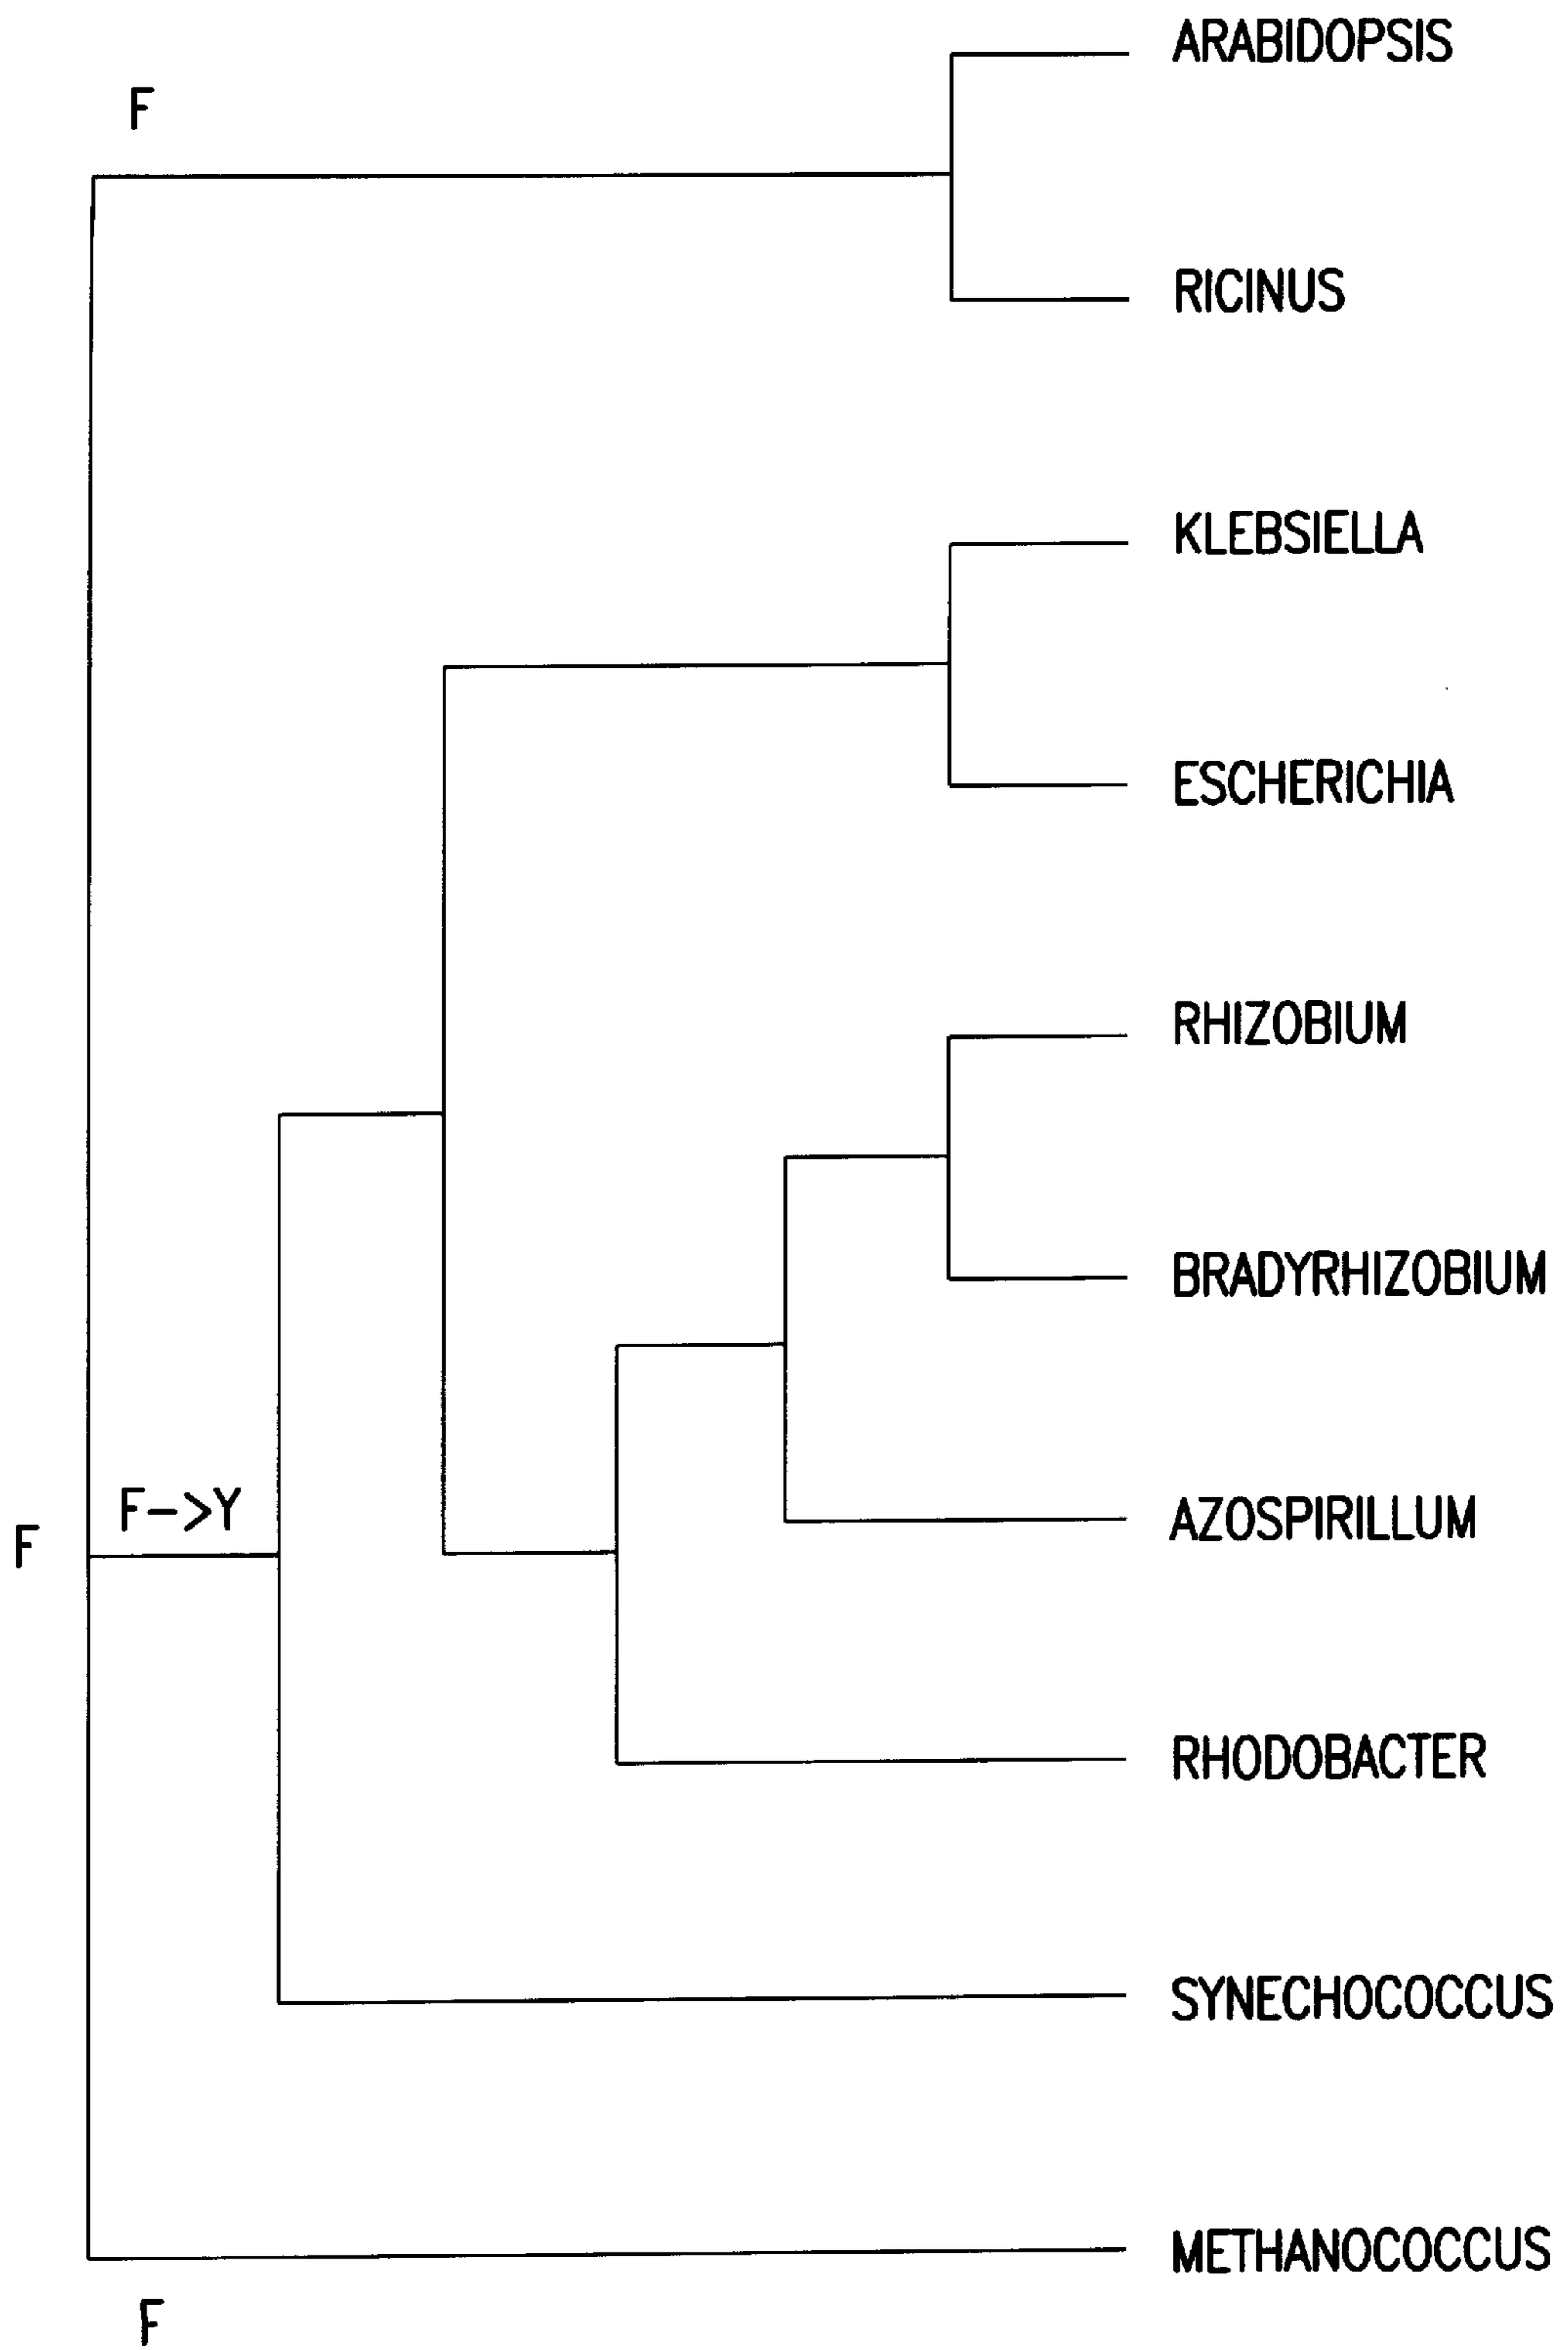 ARABIDOPSIS
F
RICINUS
KLEBSIELLA
ESCHERICHIA
RHIZOBIUM
BRADYRHIZOBIUM
F->Y
AZOSPIRILLUM
F
RHODOBACTER
SYNECHOCOCCUS
METHANOCOCCUS
F